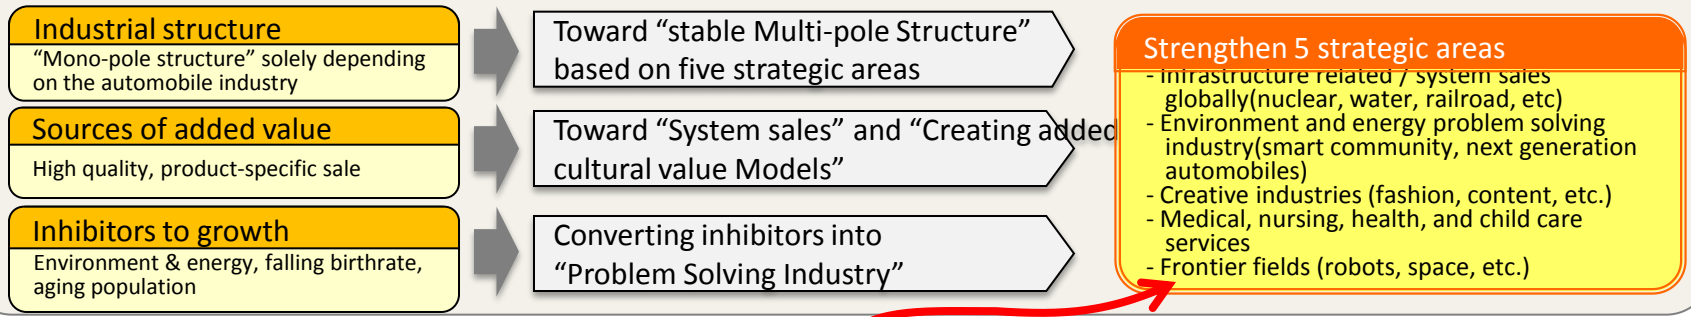 Industrial structure
“Mono-pole structure” solely depending
on the automobile industry
Toward “stable Multi-pole Structure”
based on five strategic areas
Sources of added value
High quality, product-specific sale
Toward “System sales” and “Creating added
cultural value Models”
Inhibitors to growth
Environment & energy, falling birthrate,
aging population
Converting inhibitors into
“Problem Solving Industry”
Strengthen 5 strategic areas
- Infrastructure related / system sales
globally(nuclear, water, railroad, etc)
- Environment and energy problem solving
industry(smart community, next generation
automobiles)
- Creative industries (fashion, content, etc.)
- Medical, nursing, health, and child care
services
- Frontier fields (robots, space, etc.)